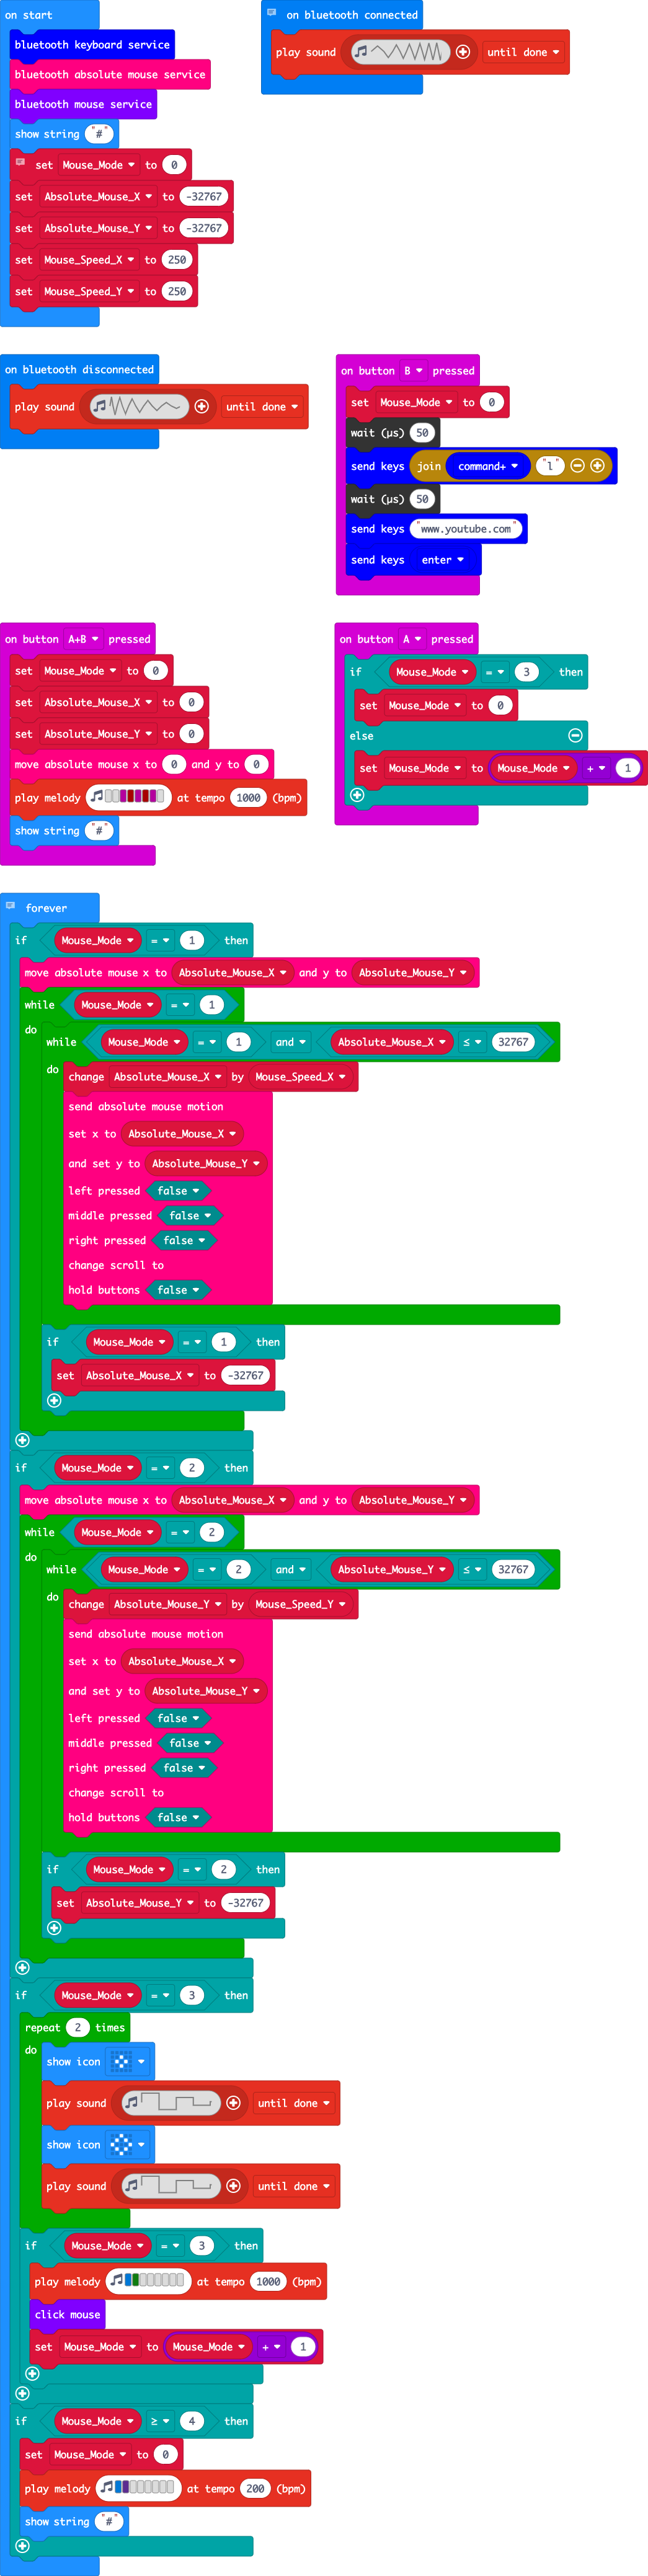 on start
bluetooth keyboard service
bluetooth absolute mouse service
bluetooth mouse service
show string "#"
set Mouse_Mode to 0
set Absolute_Mouse_X to -32767
set Absolute_Mouse_Y to -32767
set Mouse_Speed_X to 250
set Mouse_Speed_Y to 250
on bluetooth connected
play sound until done
on bluetooth disconnected
play sound until done
on button B pressed
set Mouse_Mode to 0
wait (µs) 50
send keys join command+ "l"
wait (µs) 50
send keys "www.youtube.com"
send keys enter
on button A+B pressed
set Mouse_Mode to 0
set Absolute_Mouse_X to 0
set Absolute_Mouse_Y to 0
move absolute mouse x to 0 and y to 0
play melody at tempo 1000 (bpm)
show string "#"
on button A pressed
if Mouse_Mode = 3 then
set Mouse_Mode to 0
else
set Mouse_Mode to Mouse_Mode + 1
forever
if Mouse_Mode = 1 then
move absolute mouse x to Absolute_Mouse_X and y to Absolute_Mouse_Y
while Mouse_Mode = 1
do
while Mouse_Mode = 1 and Absolute_Mouse_X ≤ 32767
do
change Absolute_Mouse_X by Mouse_Speed_X
send absolute mouse motion
set x to Absolute_Mouse_X
and set y to Absolute_Mouse_Y
left pressed false
middle pressed false
right pressed false
change scroll to
hold buttons false
if Mouse_Mode = 1 then
set Absolute_Mouse_X to -32767
if Mouse_Mode = 2 then
move absolute mouse x to Absolute_Mouse_X and y to Absolute_Mouse_Y
while Mouse_Mode = 2
do
while Mouse_Mode = 2 and Absolute_Mouse_Y ≤ 32767
do
change Absolute_Mouse_Y by Mouse_Speed_Y
send absolute mouse motion
set x to Absolute_Mouse_X
and set y to Absolute_Mouse_Y
left pressed false
middle pressed false
right pressed false
change scroll to
hold buttons false
if Mouse_Mode = 2 then
set Absolute_Mouse_Y to -32767
if Mouse_Mode = 3 then
repeat 2 times
do
show icon
play sound until done
show icon
play sound until done
if Mouse_Mode = 3 then
play melody at tempo 1000 (bpm)
click mouse
set Mouse_Mode to Mouse_Mode + 1
if Mouse_Mode ≥ 4 then
set Mouse_Mode to 0
play melody at tempo 200 (bpm)
show string "#"